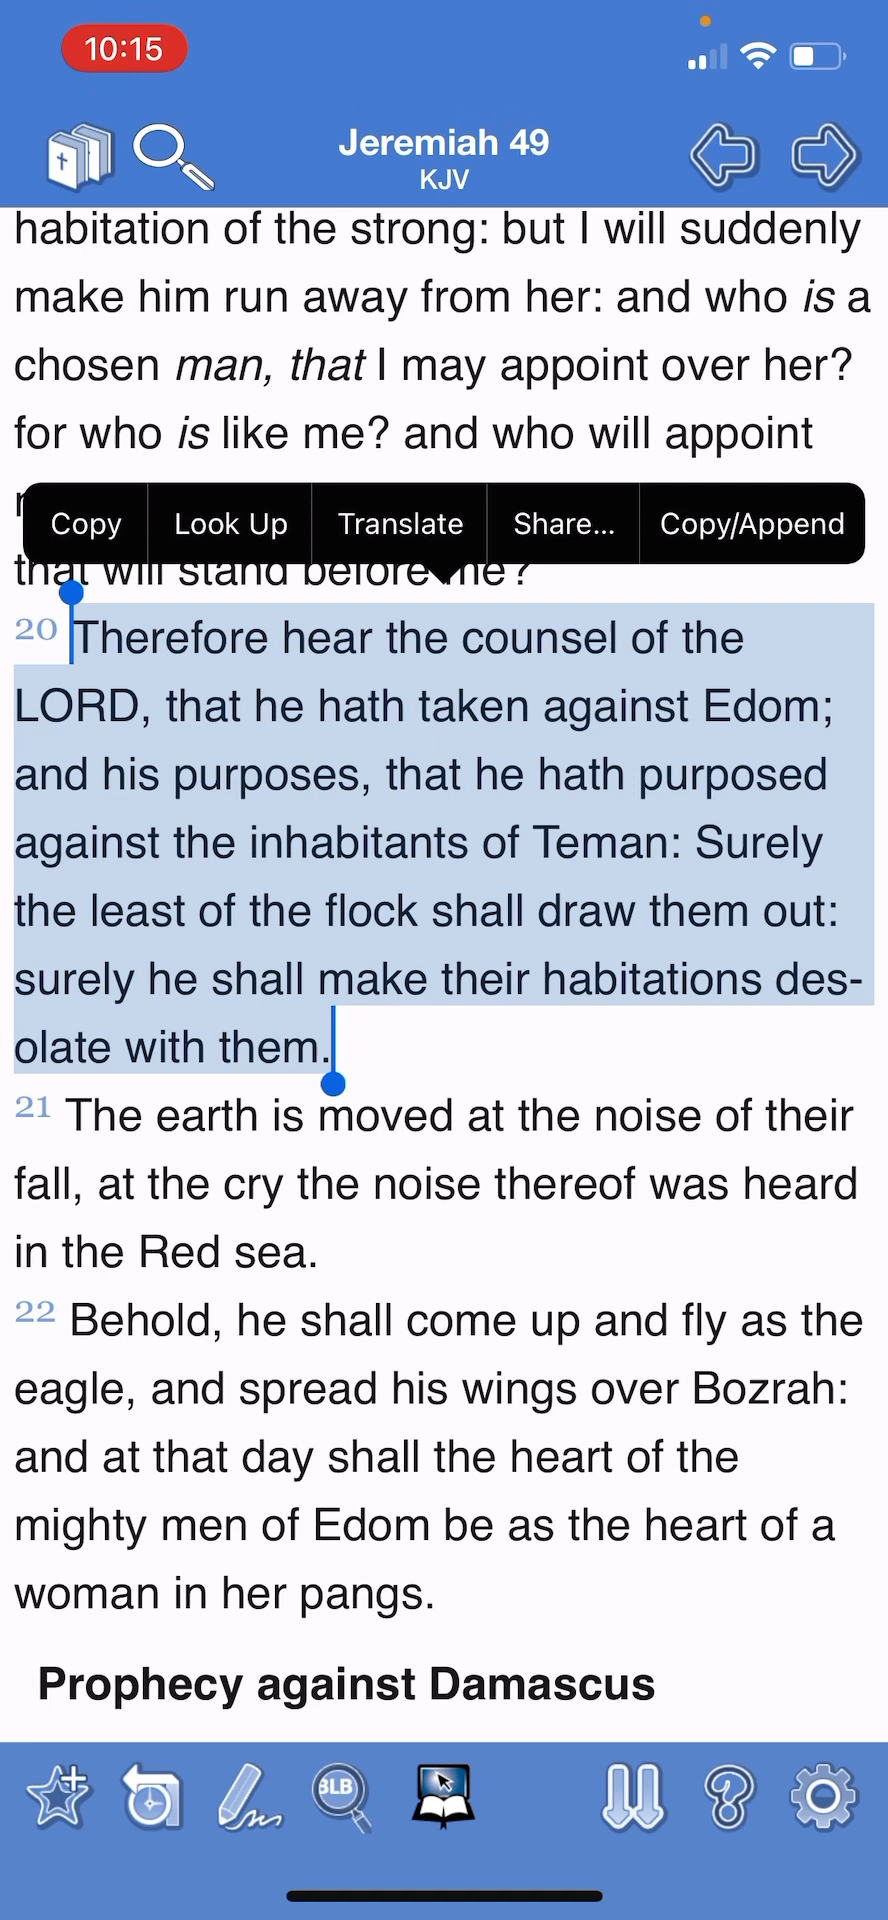 10:15
Jeremiah 49
KJV
habitation of the strong: but I will suddenly
make him run away from her: and who is a
chosen man, that I may appoint over her?
for who is like me? and who will appoint
Copy Look Up Translate Share... Copy/Append
that will stand before me?
20 Therefore hear the counsel of the
LORD, that he hath taken against Edom;
and his purposes, that he hath purposed
against the inhabitants of Teman: Surely
the least of the flock shall draw them out:
surely he shall make their habitations des-
olate with them.
21 The earth is moved at the noise of their
fall, at the cry the noise thereof was heard
in the Red sea.
22 Behold, he shall come up and fly as the
eagle, and spread his wings over Bozrah:
and at that day shall the heart of the
mighty men of Edom be as the heart of a
woman in her pangs.
Prophecy against Damascus
BLB